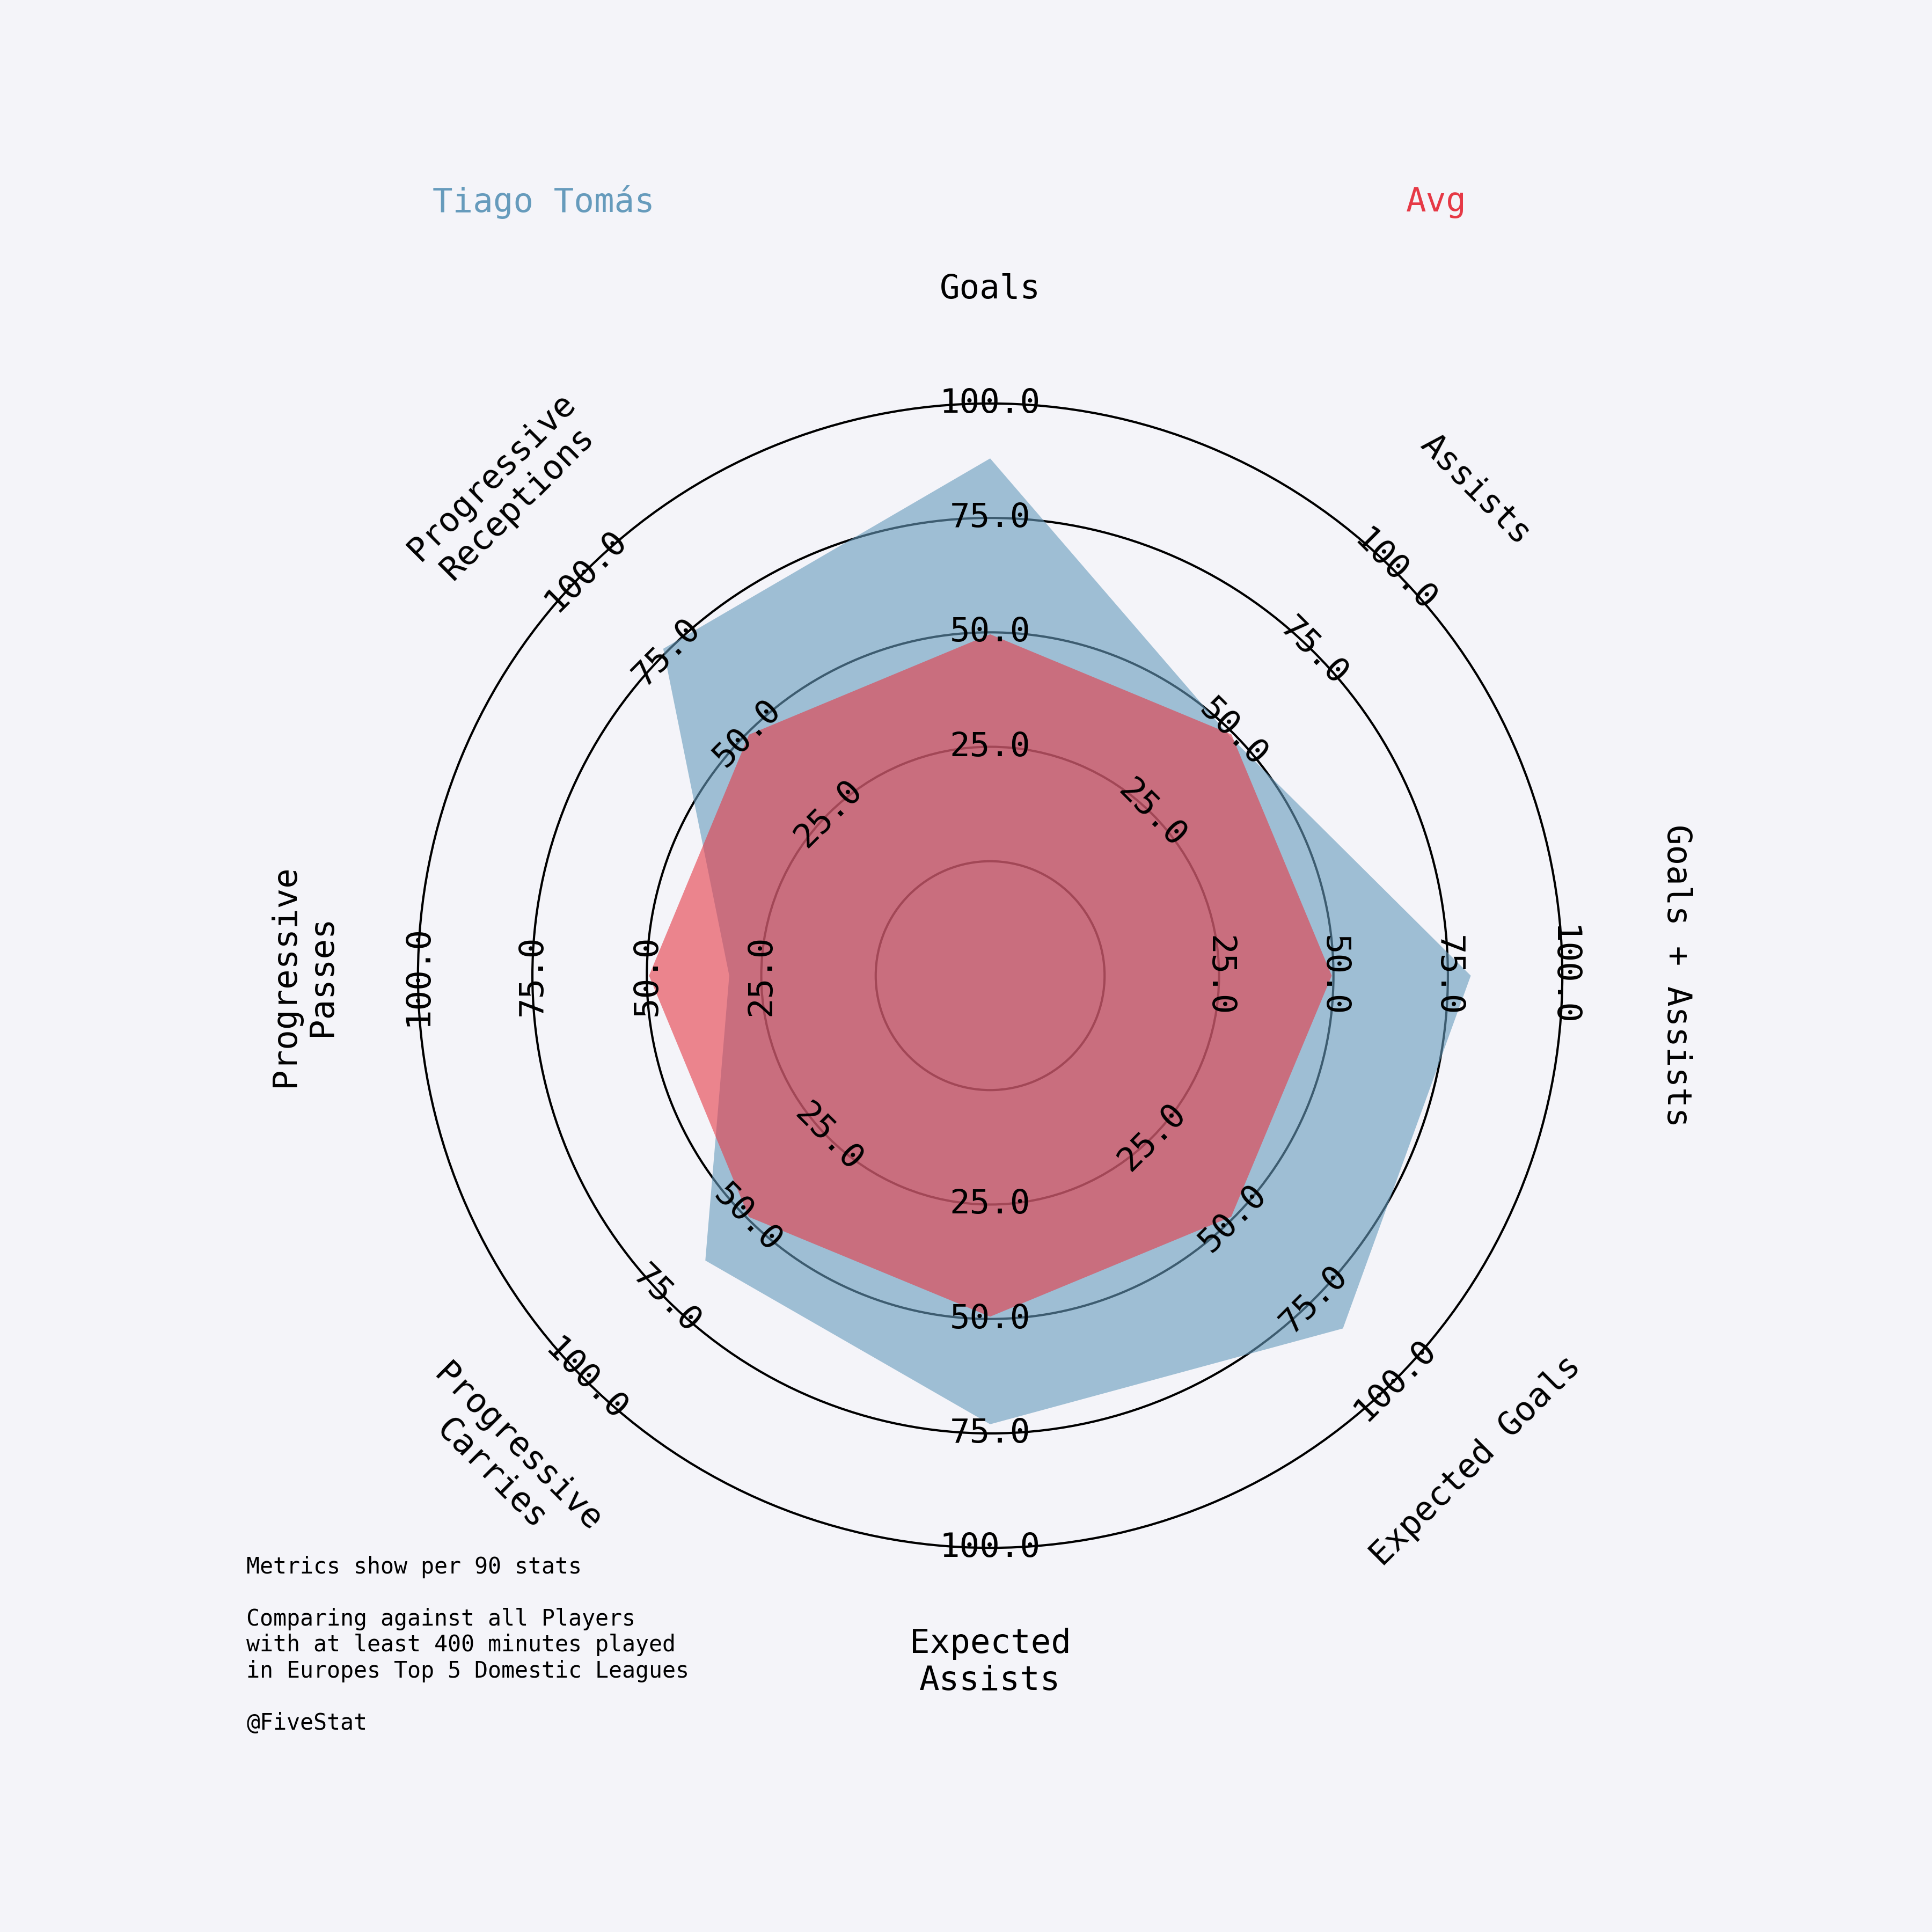 Tiago Tomás
Avg
Goals
Assists
Goals + Assists
Expected Goals
Expected
Assists
Progressive
Carries
Progressive
Passes
Progressive
Receptions
25.0
50.0
75.0
100.0
25.0
50.0
75.0
100.0
25.0
50.0
75.0
100.0
25.0
50.0
75.0
100.0
25.0
50.0
75.0
100.0
25.0
50.0
75.0
100.0
25.0
50.0
75.0
100.0
25.0
50.0
75.0
100.0
Metrics show per 90 stats
Comparing against all Players
with at least 400 minutes played
in Europes Top 5 Domestic Leagues
@FiveStat